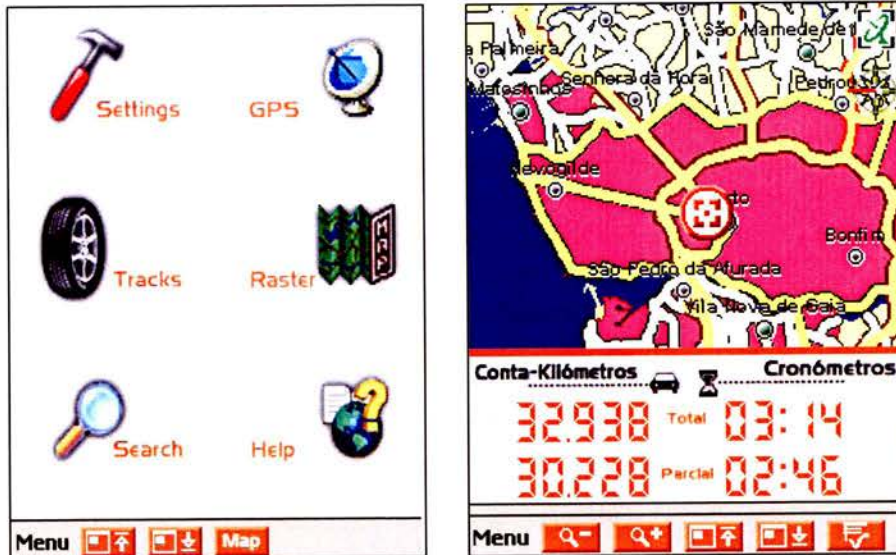 Settings
GPS
Tracks
Raster
Search
Help
Menu
Map
São Mamede de I
a Palmeira
Senhora da Hora
Pedrou
Matosinhos
Nevogilde
rto
Bonfim
São Pedro da Afurada
Vila Nova de Gaia
Conta-Kilómetros
Cronómetros
32.938 Total 03:14
30.228 Parcial 02:46
Menu